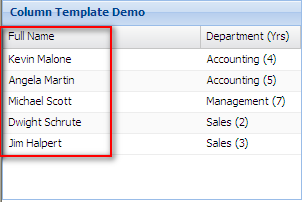 Column Template Demo
Full Name Department (Yrs)
Kevin Malone Accounting (4)
Angela Martin Accounting (5)
Michael Scott Management (7)
Dwight Schrute Sales (2)
Jim Halpert Sales (3)